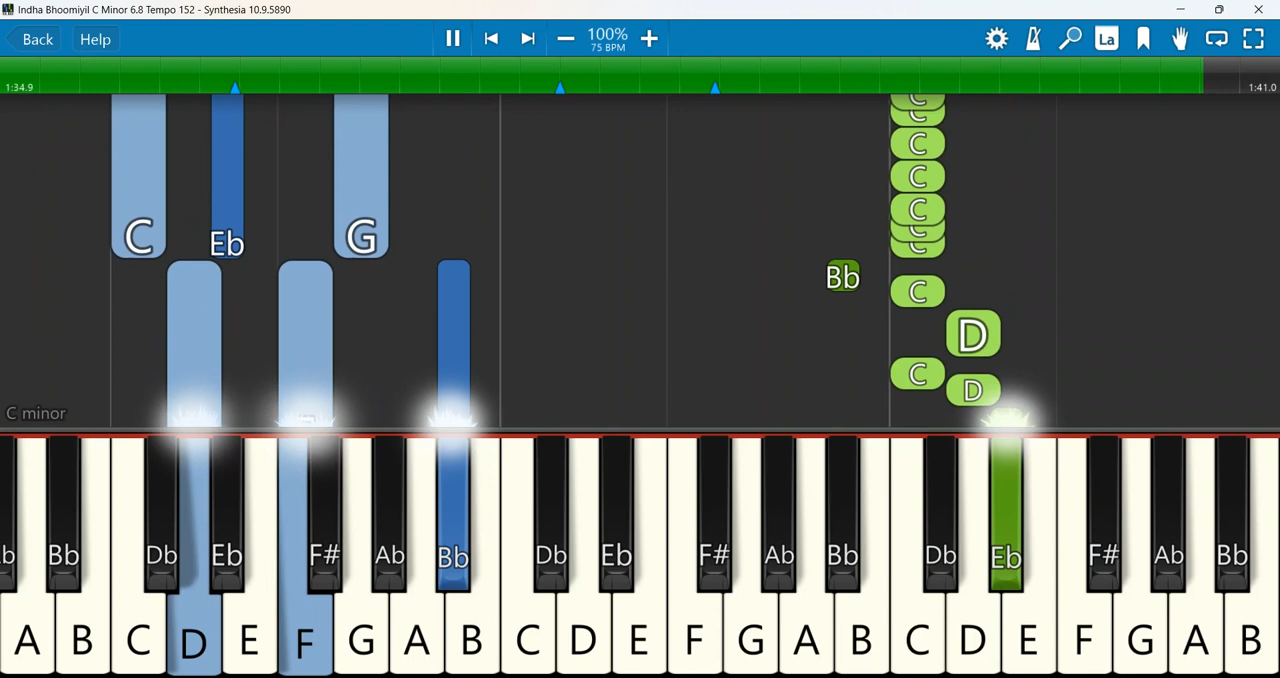 Indha Bhoomiyil C Minor 6.8 Tempo 152 - Synthesia 10.9.5890
Back Help 100% La
75 BPM
1:34.9 1:41.0
C
C
C
C
C
C
C
C Eb G
Bb
C
D
C
D
C minor
Bb Db Eb F# Ab Bb Db Eb F# Ab Bb Db Eb F# Ab Bb
A B C D E F G A B C D E F G A B C D E F G A B